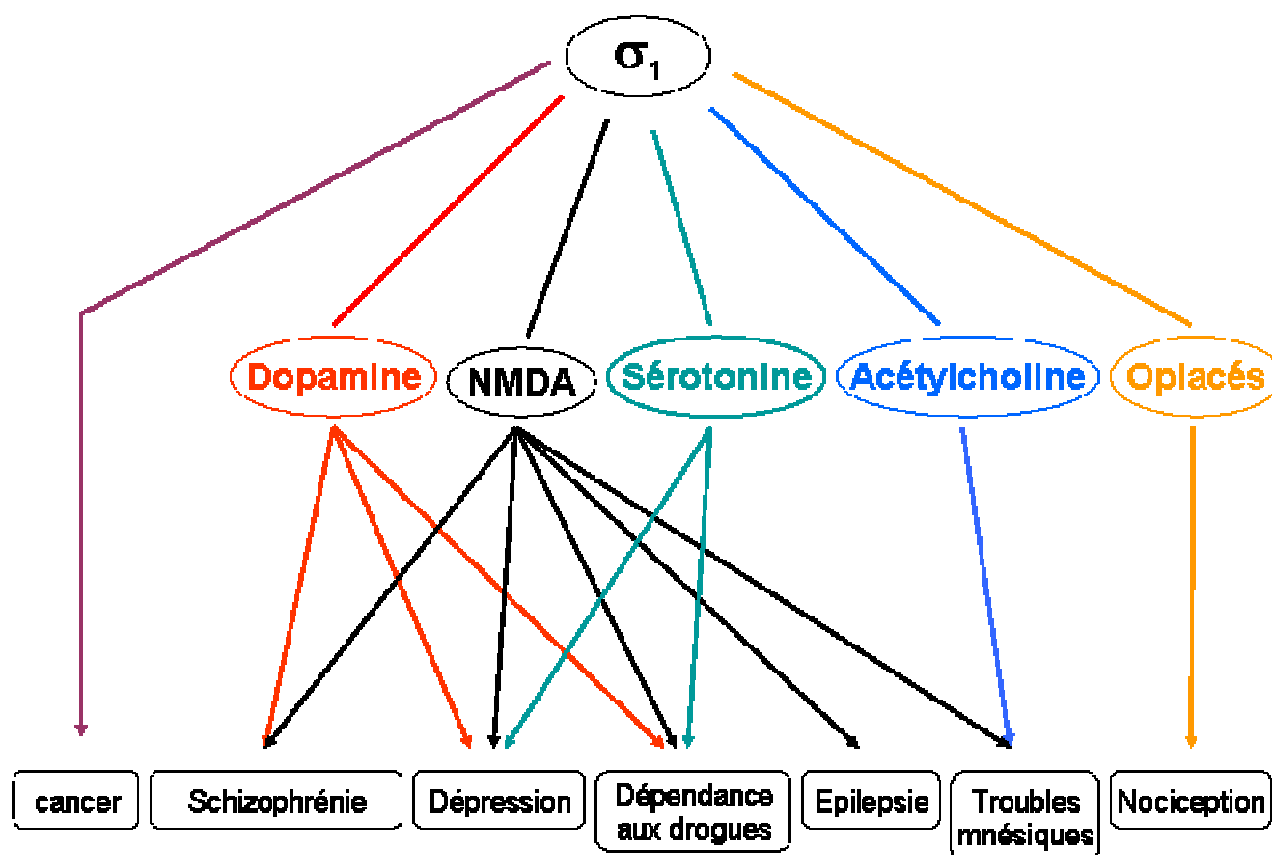 σ₁
Dopamine
NMDA
Sérotonine
Acétylcholine
Opiacés
cancer
Schizophrénie
Dépression
Dépendance
aux drogues
Epilepsie
Troubles
mnésiques
Nociception